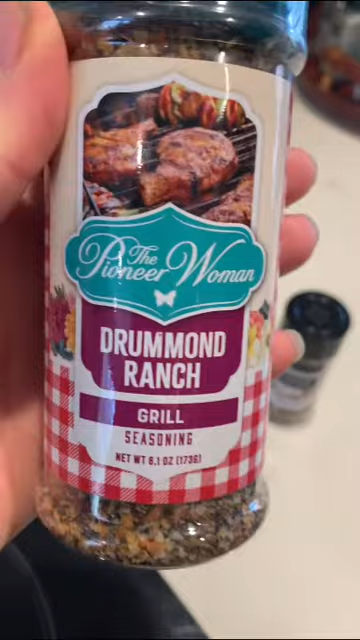 The
Pioneer Woman
DRUMMOND
RANCH
GRILL
SEASONING
NET WT 6.1 OZ (173G)